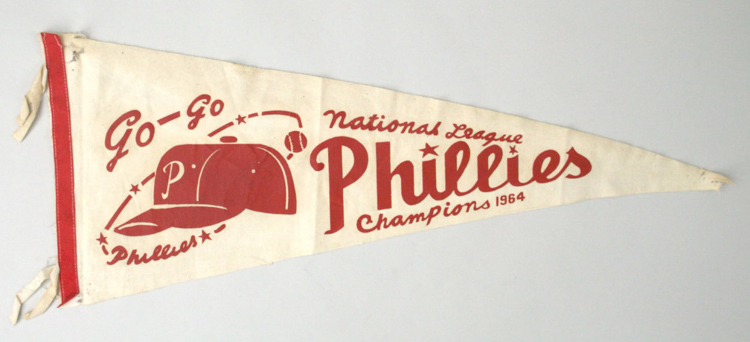 Go-Go
P
Phillies
National League
Phillies
Champions 1964